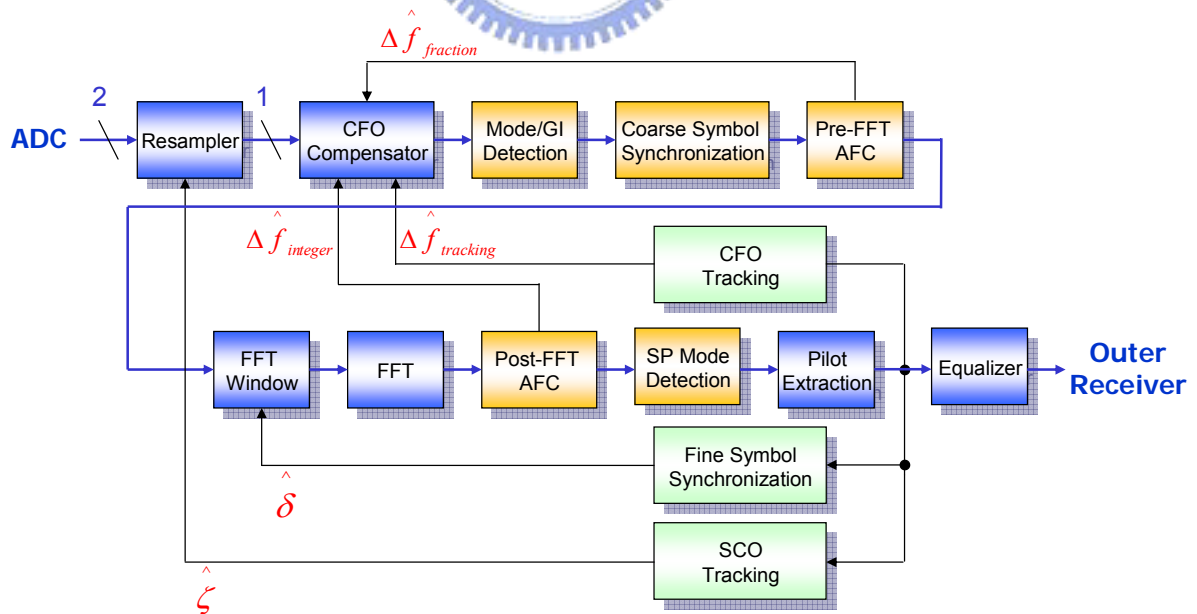 Δf̂ fraction
2
1
ADC
Resampler
CFO
Compensator
Mode/GI
Detection
Coarse Symbol
Synchronization
Pre-FFT
AFC
Δf̂ integer
Δf̂ tracking
CFO
Tracking
FFT
Window
FFT
Post-FFT
AFC
SP Mode
Detection
Pilot
Extraction
Equalizer
Outer
Receiver
Fine Symbol
Synchronization
δ̂
SCO
Tracking
ζ̂